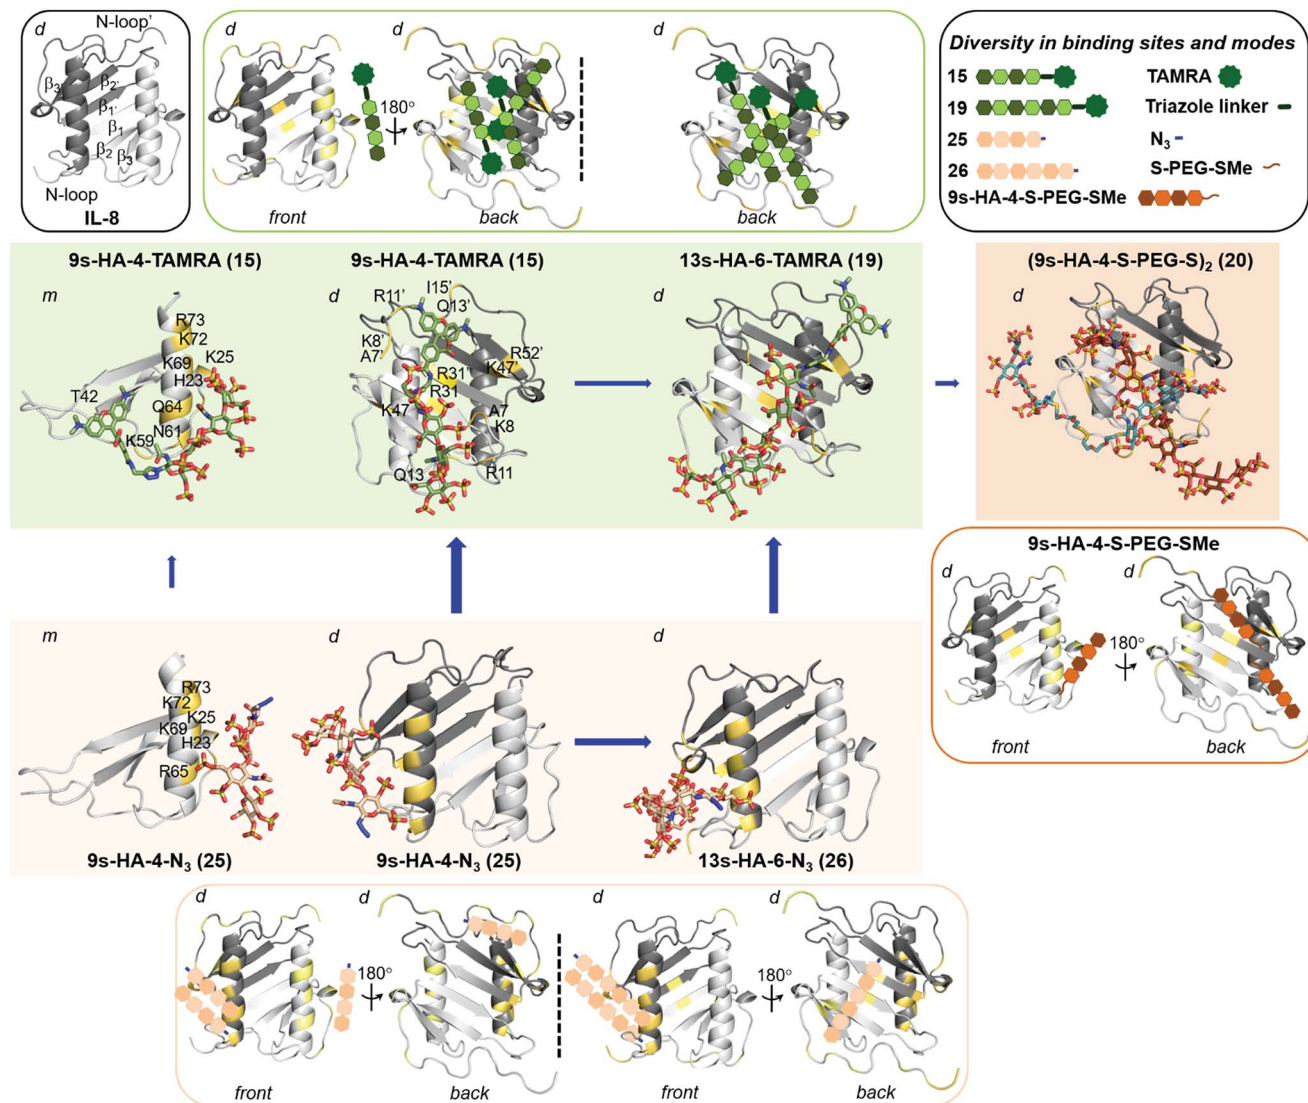 d
N-loop'
β3'
β2'
β1'
β1
β2
β3
N-loop
IL-8
d
d
d
180°
front
back
back
Diversity in binding sites and modes
15
TAMRA
19
Triazole linker
25
N3
26
S-PEG-SMe
9s-HA-4-S-PEG-SMe
9s-HA-4-TAMRA (15)
m
R73
K72
K69
K25
H23
T42
Q64
K59
N61
9s-HA-4-TAMRA (15)
d
R11'
I15'
Q13'
K8'
A7'
R52'
K47'
R31'
R31
K47
A7
K8
Q13
R11
13s-HA-6-TAMRA (19)
d
(9s-HA-4-S-PEG-S)2 (20)
d
9s-HA-4-S-PEG-SMe
d
d
180°
front
back
m
R73
K72
K25
K69
H23
R65
9s-HA-4-N3 (25)
d
9s-HA-4-N3 (25)
d
13s-HA-6-N3 (26)
d
d
d
d
180°
180°
front
back
front
back